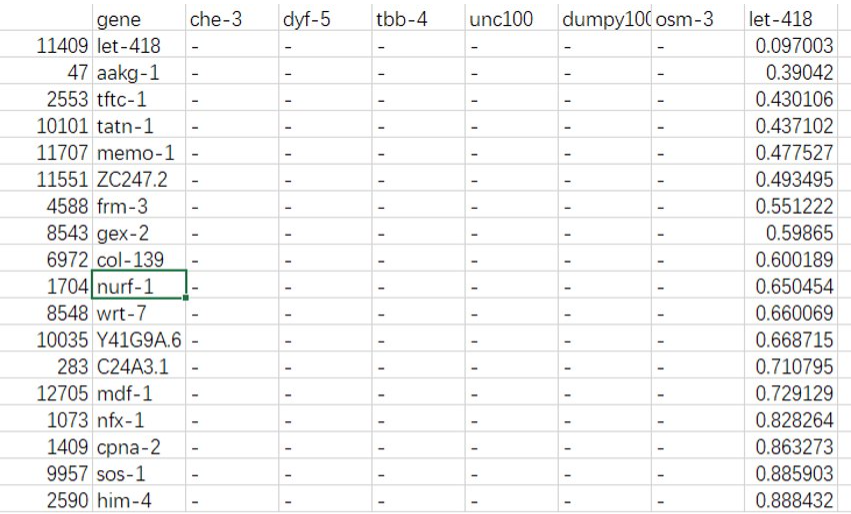 gene che-3 dyf-5 tbb-4 unc100 dumpy100 osm-3 let-418
11409 let-418 - - - - - - 0.097003
47 aakg-1 - - - - - - 0.39042
2553 tftc-1 - - - - - - 0.430106
10101 tatn-1 - - - - - - 0.437102
11707 memo-1 - - - - - - 0.477527
11551 ZC247.2 - - - - - - 0.493495
4588 frm-3 - - - - - - 0.551222
8543 gex-2 - - - - - - 0.59865
6972 col-139 - - - - - - 0.600189
1704 nurf-1 - - - - - - 0.650454
8548 wrt-7 - - - - - - 0.660069
10035 Y41G9A.6 - - - - - - 0.668715
283 C24A3.1 - - - - - - 0.710795
12705 mdf-1 - - - - - - 0.729129
1073 nfx-1 - - - - - - 0.828264
1409 cpna-2 - - - - - - 0.863273
9957 sos-1 - - - - - - 0.885903
2590 him-4 - - - - - - 0.888432